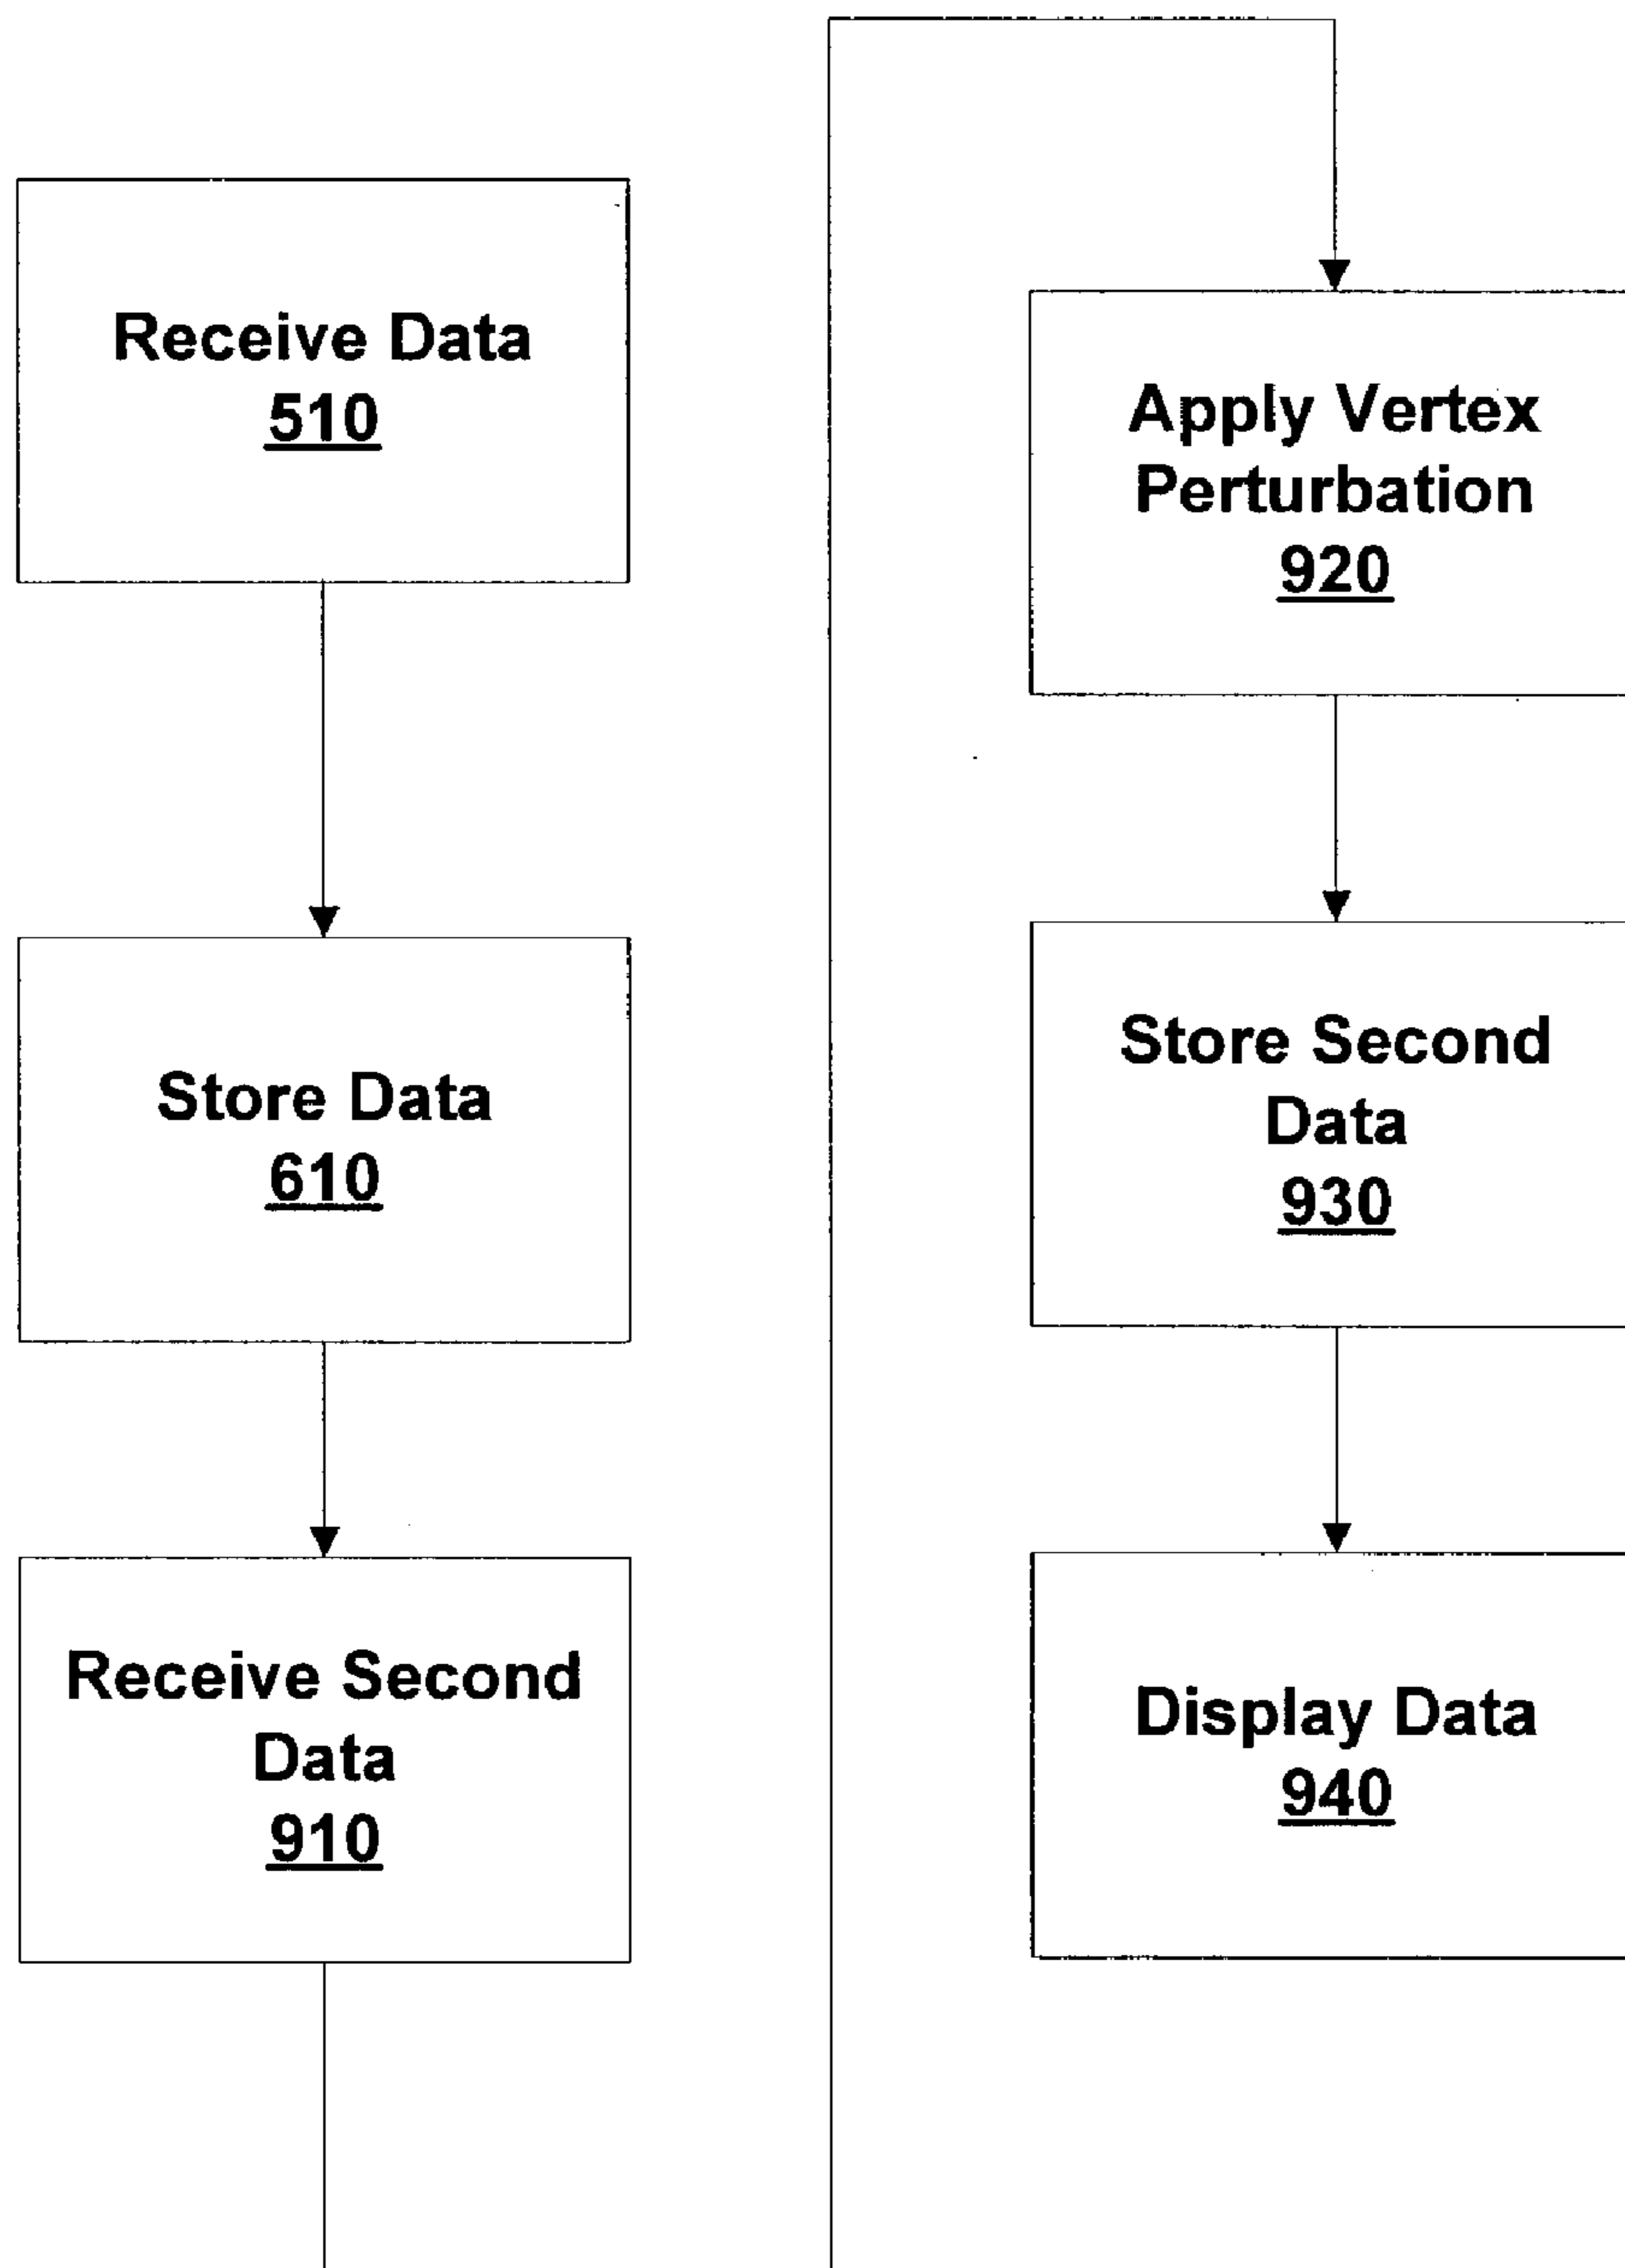 Receive Data
510
Store Data
610
Receive Second
Data
910
Apply Vertex
Perturbation
920
Store Second
Data
930
Display Data
940